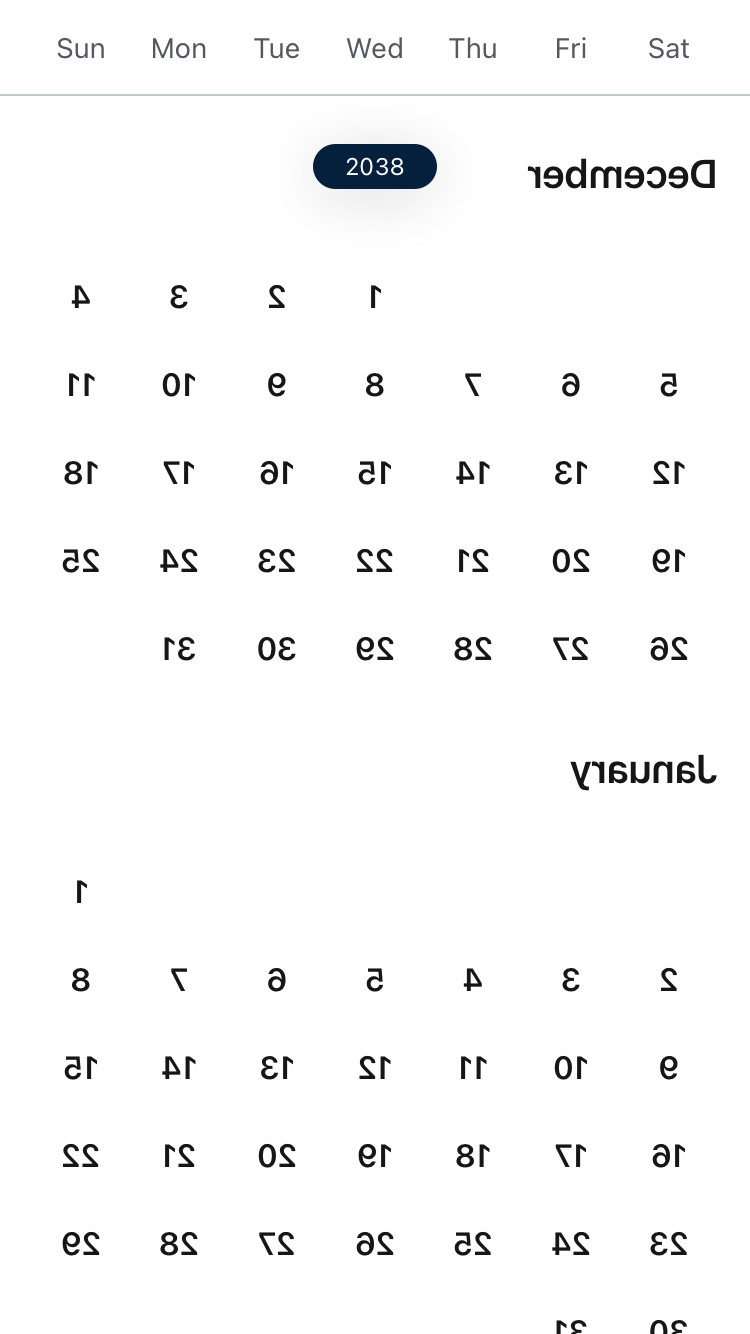 Sun Mon Tue Wed Thu Fri Sat
2038
December
1 2 3 4
5 6 7 8 9 10 11
12 13 14 15 16 17 18
19 20 21 22 23 24 25
26 27 28 29 30 31
January
1
2 3 4 5 6 7 8
9 10 11 12 13 14 15
16 17 18 19 20 21 22
23 24 25 26 27 28 29
30 31